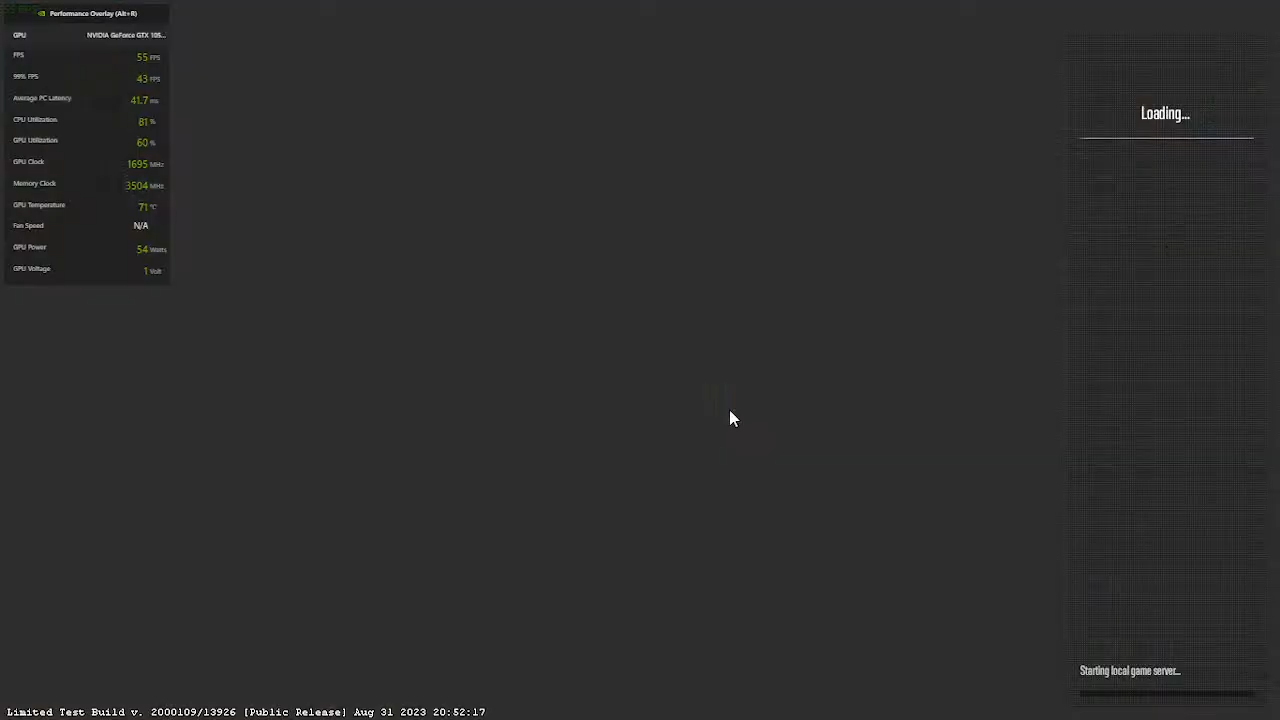 Performance Overlay (Alt+R)
GPU NVIDIA GeForce GTX 105...
FPS 55 FPS
99% FPS 43 FPS
Average PC Latency 41.7 ms
CPU Utilization 81 %
GPU Utilization 60 %
GPU Clock 1695 MHz
Memory Clock 3504 MHz
GPU Temperature 71 °C
Fan Speed N/A
GPU Power 54 Watts
GPU Voltage 1 Volt
Loading...
Starting local game server...
Limited Test Build v. 2000109/13926 [Public Release] Aug 31 2023 20:52:17